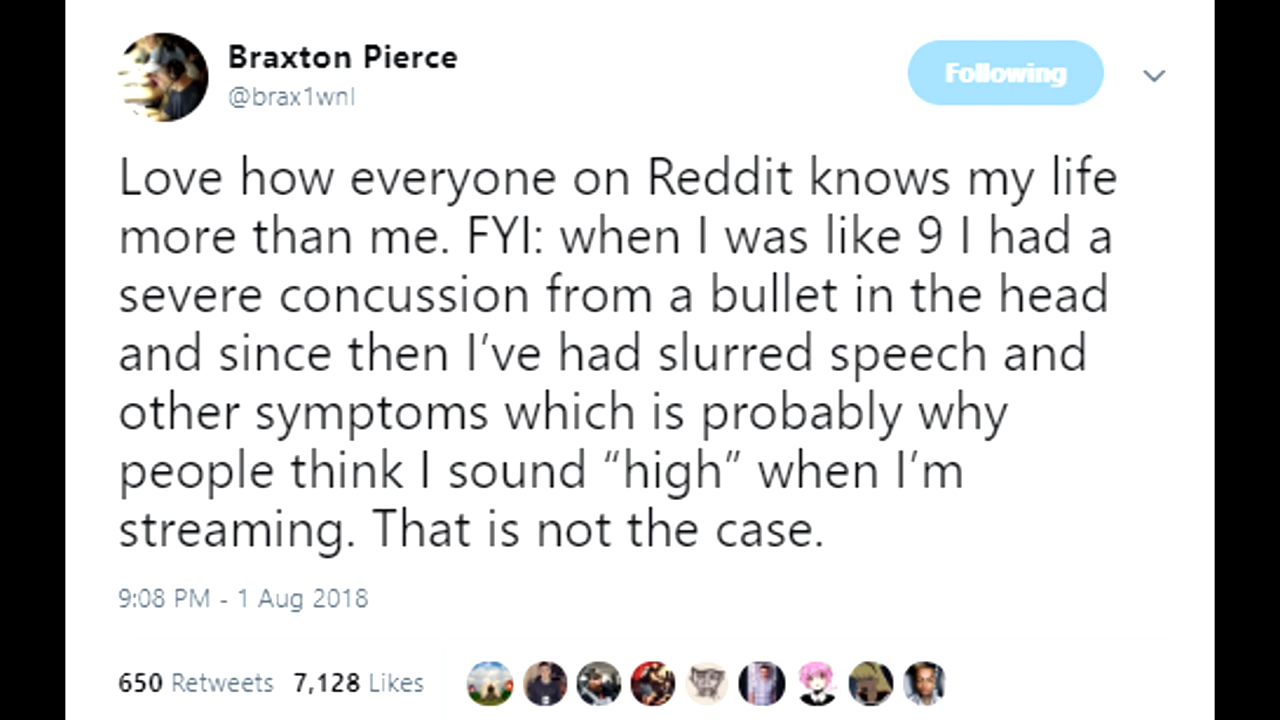 Braxton Pierce
@brax1wnl
Following
Love how everyone on Reddit knows my life
more than me. FYI: when I was like 9 I had a
severe concussion from a bullet in the head
and since then I’ve had slurred speech and
other symptoms which is probably why
people think I sound “high” when I’m
streaming. That is not the case.
9:08 PM - 1 Aug 2018
650 Retweets 7,128 Likes